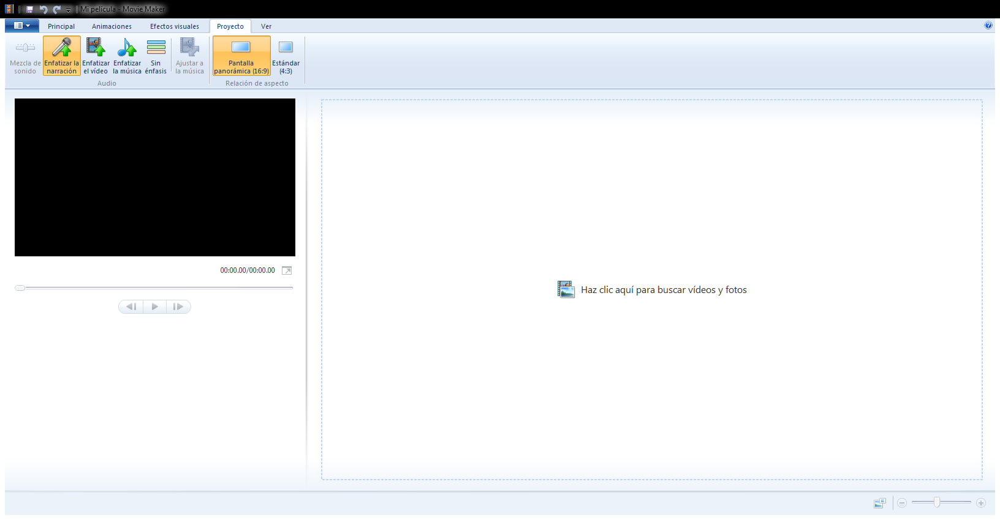 Mi película - Movie Maker
Principal Animaciones Efectos visuales Proyecto Ver
Mezcla de sonido
Enfatizar la narración
Enfatizar el vídeo
Enfatizar la música
Sin énfasis
Ajustar a la música
Pantalla panorámica (16:9)
Estándar (4:3)
Audio
Relación de aspecto
00:00.00/00:00.00
Haz clic aquí para buscar vídeos y fotos